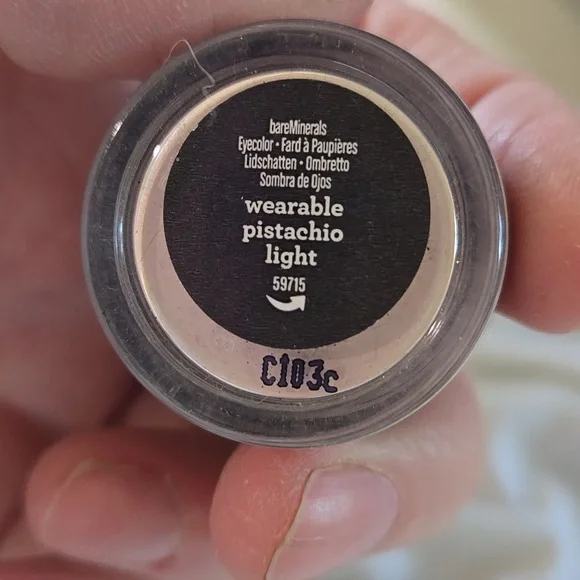 bareMinerals
Eyecolor • Fard à Paupières
Lidschatten • Ombretto
Sombra de Ojos
wearable
pistachio
light
59715
C103c